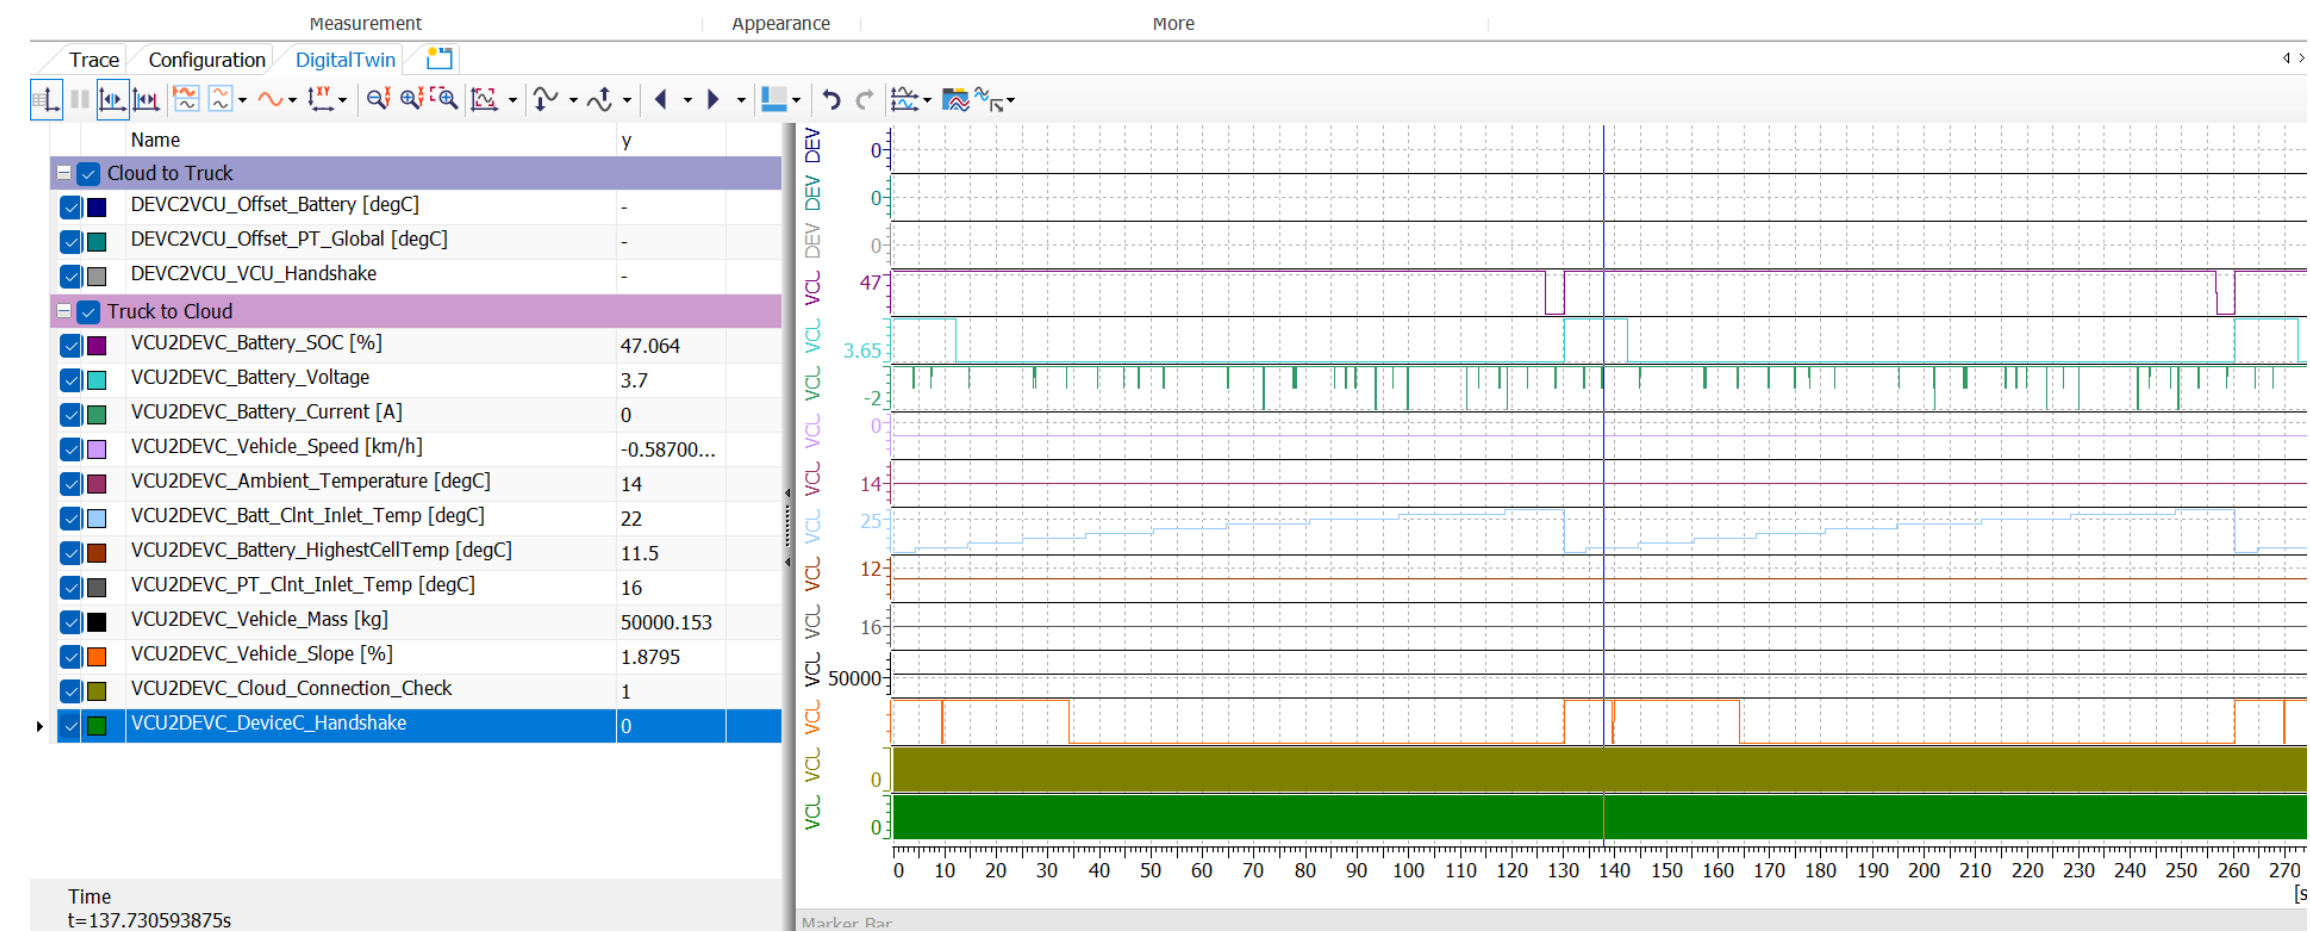 Measurement Appearance More
Trace Configuration DigitalTwin
Name y
Cloud to Truck
DEVC2VCU_Offset_Battery [degC] -
DEVC2VCU_Offset_PT_Global [degC] -
DEVC2VCU_VCU_Handshake -
Truck to Cloud
VCU2DEVC_Battery_SOC [%] 47.064
VCU2DEVC_Battery_Voltage 3.7
VCU2DEVC_Battery_Current [A] 0
VCU2DEVC_Vehicle_Speed [km/h] -0.58700...
VCU2DEVC_Ambient_Temperature [degC] 14
VCU2DEVC_Batt_Clnt_Inlet_Temp [degC] 22
VCU2DEVC_Battery_HighestCellTemp [degC] 11.5
VCU2DEVC_PT_Clnt_Inlet_Temp [degC] 16
VCU2DEVC_Vehicle_Mass [kg] 50000.153
VCU2DEVC_Vehicle_Slope [%] 1.8795
VCU2DEVC_Cloud_Connection_Check 1
VCU2DEVC_DeviceC_Handshake 0
Time
t=137.730593875s
DEV 0
DEV 0
DEV 0
VCU 47
VCU 3.65
VCU -2
VCU 0
VCU 14
VCU 25
VCU 12
VCU 16
VCU 50000
VCU
VCU 0
VCU 0
0 10 20 30 40 50 60 70 80 90 100 110 120 130 140 150 160 170 180 190 200 210 220 230 240 250 260 270
[s
Marker Bar